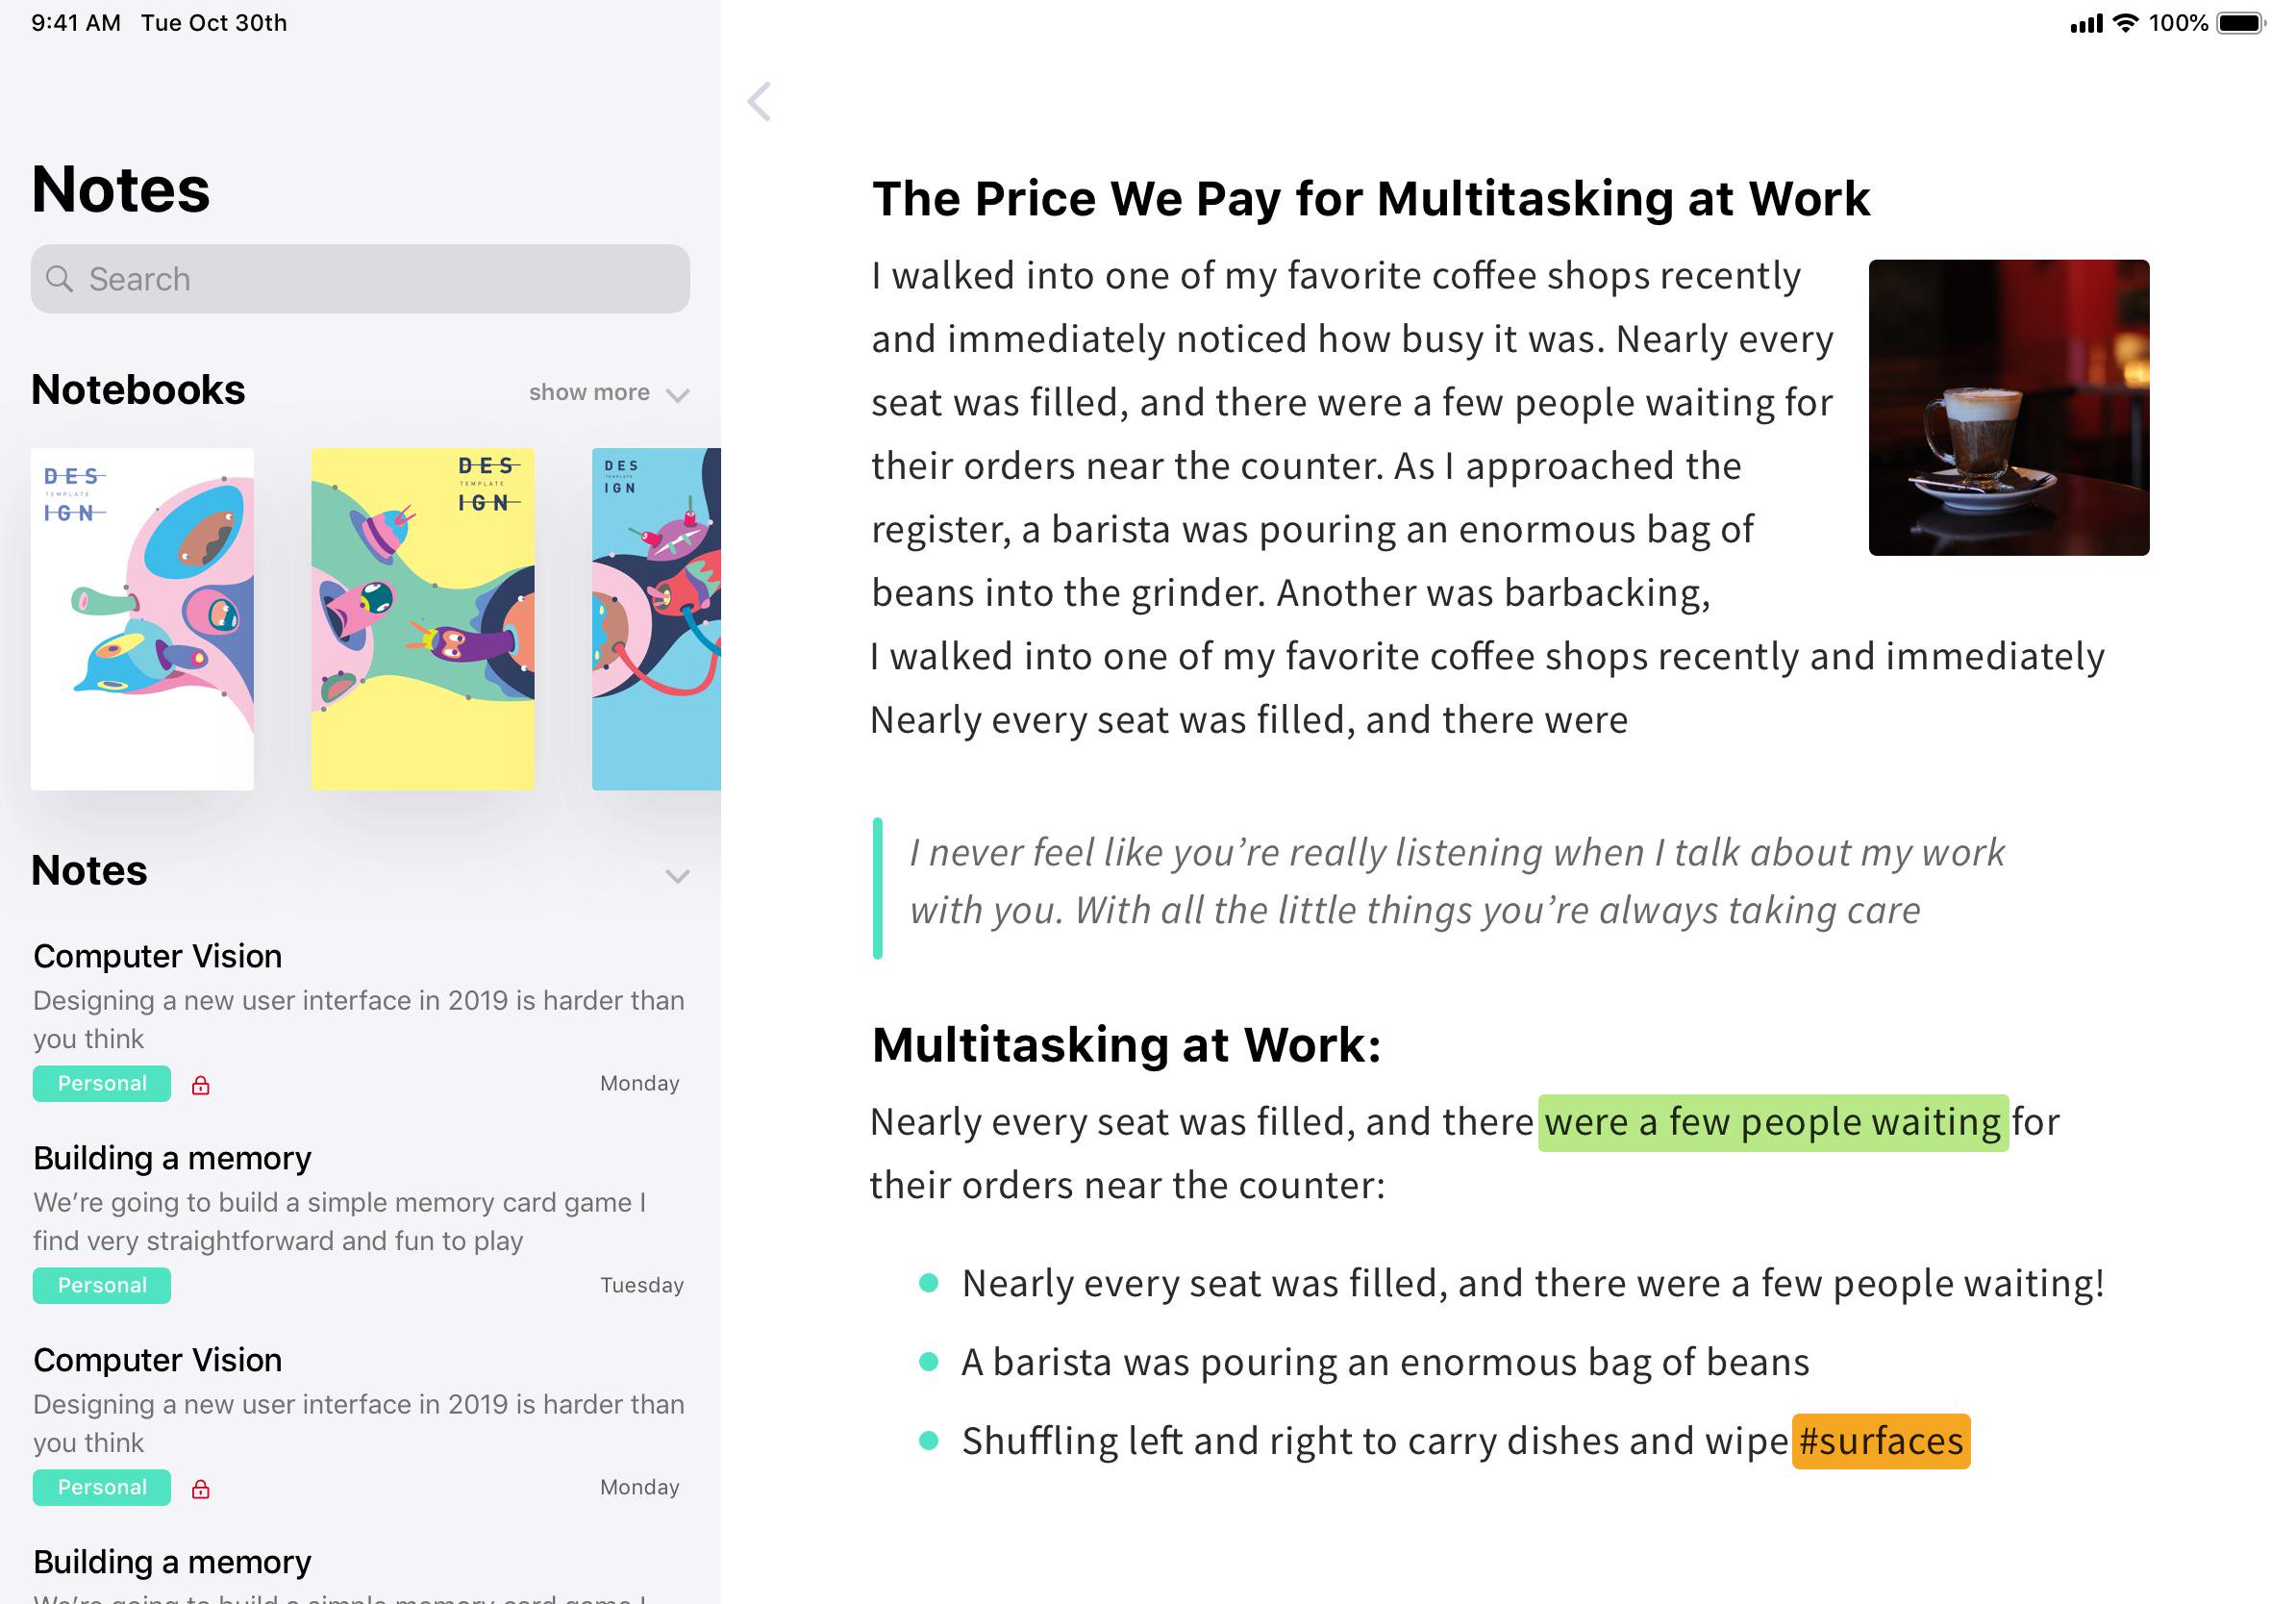 9:41 AM Tue Oct 30th
100%
Notes
Search
Notebooks
show more
DES
TEMPLATE
IGN
DES
TEMPLATE
IGN
DES
TEMPLATE
IGN
Notes
Computer Vision
Designing a new user interface in 2019 is harder than
you think
Personal
Monday
Building a memory
We’re going to build a simple memory card game I
find very straightforward and fun to play
Personal
Tuesday
Computer Vision
Designing a new user interface in 2019 is harder than
you think
Personal
Monday
Building a memory
We’re going to build a simple memory card game I
The Price We Pay for Multitasking at Work
I walked into one of my favorite coffee shops recently
and immediately noticed how busy it was. Nearly every
seat was filled, and there were a few people waiting for
their orders near the counter. As I approached the
register, a barista was pouring an enormous bag of
beans into the grinder. Another was barbacking,
I walked into one of my favorite coffee shops recently and immediately
Nearly every seat was filled, and there were
I never feel like you’re really listening when I talk about my work
with you. With all the little things you’re always taking care
Multitasking at Work:
Nearly every seat was filled, and there were a few people waiting for
their orders near the counter:
Nearly every seat was filled, and there were a few people waiting!
A barista was pouring an enormous bag of beans
Shuffling left and right to carry dishes and wipe #surfaces